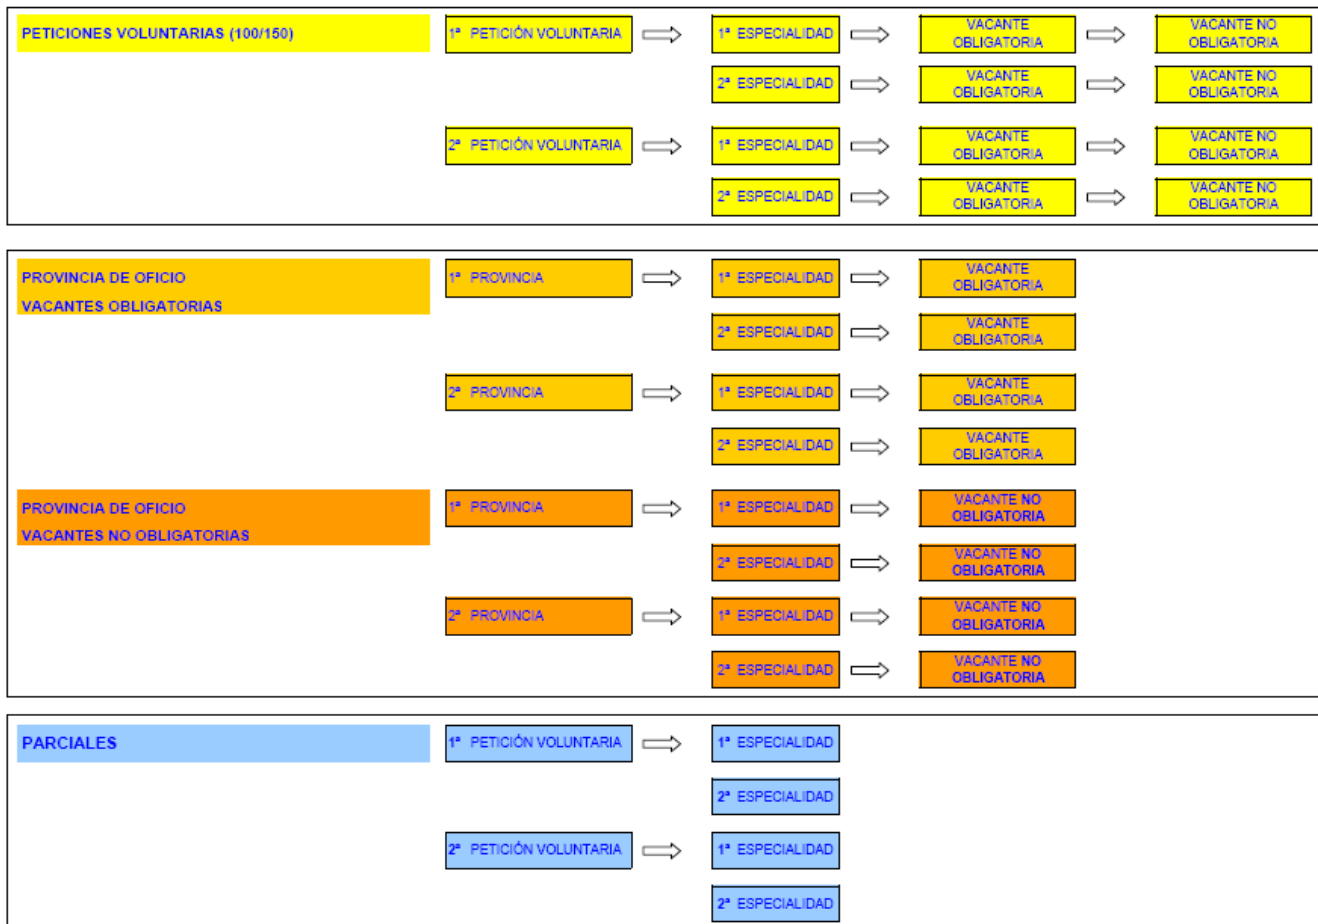 PETICIONES VOLUNTARIAS (100/150)
1ª PETICIÓN VOLUNTARIA
1ª ESPECIALIDAD
VACANTE
OBLIGATORIA
VACANTE NO
OBLIGATORIA
2ª ESPECIALIDAD
VACANTE
OBLIGATORIA
VACANTE NO
OBLIGATORIA
2ª PETICIÓN VOLUNTARIA
1ª ESPECIALIDAD
VACANTE
OBLIGATORIA
VACANTE NO
OBLIGATORIA
2ª ESPECIALIDAD
VACANTE
OBLIGATORIA
VACANTE NO
OBLIGATORIA
PROVINCIA DE OFICIO
VACANTES OBLIGATORIAS
1ª PROVINCIA
1ª ESPECIALIDAD
VACANTE
OBLIGATORIA
2ª ESPECIALIDAD
VACANTE
OBLIGATORIA
2ª PROVINCIA
1ª ESPECIALIDAD
VACANTE
OBLIGATORIA
2ª ESPECIALIDAD
VACANTE
OBLIGATORIA
PROVINCIA DE OFICIO
VACANTES NO OBLIGATORIAS
1ª PROVINCIA
1ª ESPECIALIDAD
VACANTE NO
OBLIGATORIA
2ª ESPECIALIDAD
VACANTE NO
OBLIGATORIA
2ª PROVINCIA
1ª ESPECIALIDAD
VACANTE NO
OBLIGATORIA
2ª ESPECIALIDAD
VACANTE NO
OBLIGATORIA
PARCIALES
1ª PETICIÓN VOLUNTARIA
1ª ESPECIALIDAD
2ª ESPECIALIDAD
2ª PETICIÓN VOLUNTARIA
1ª ESPECIALIDAD
2ª ESPECIALIDAD